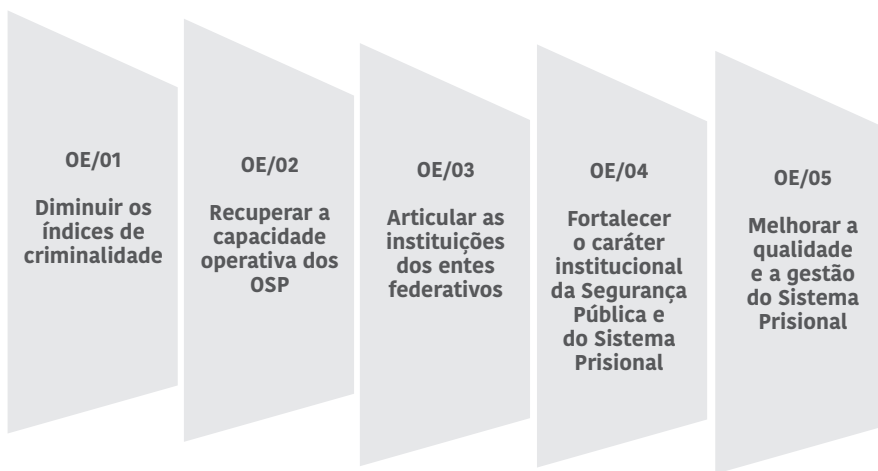 OE/01
Diminuir os
índices de
criminalidade
OE/02
Recuperar a
capacidade
operativa dos
OSP
OE/03
Articular as
instituições
dos entes
federativos
OE/04
Fortalecer
o caráter
institucional
da Segurança
Pública e
do Sistema
Prisional
OE/05
Melhorar a
qualidade
e a gestão
do Sistema
Prisional